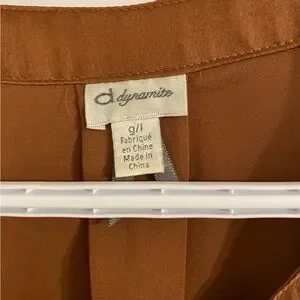 dynamite
g/l
Fabriqué
en Chine
Made in
China